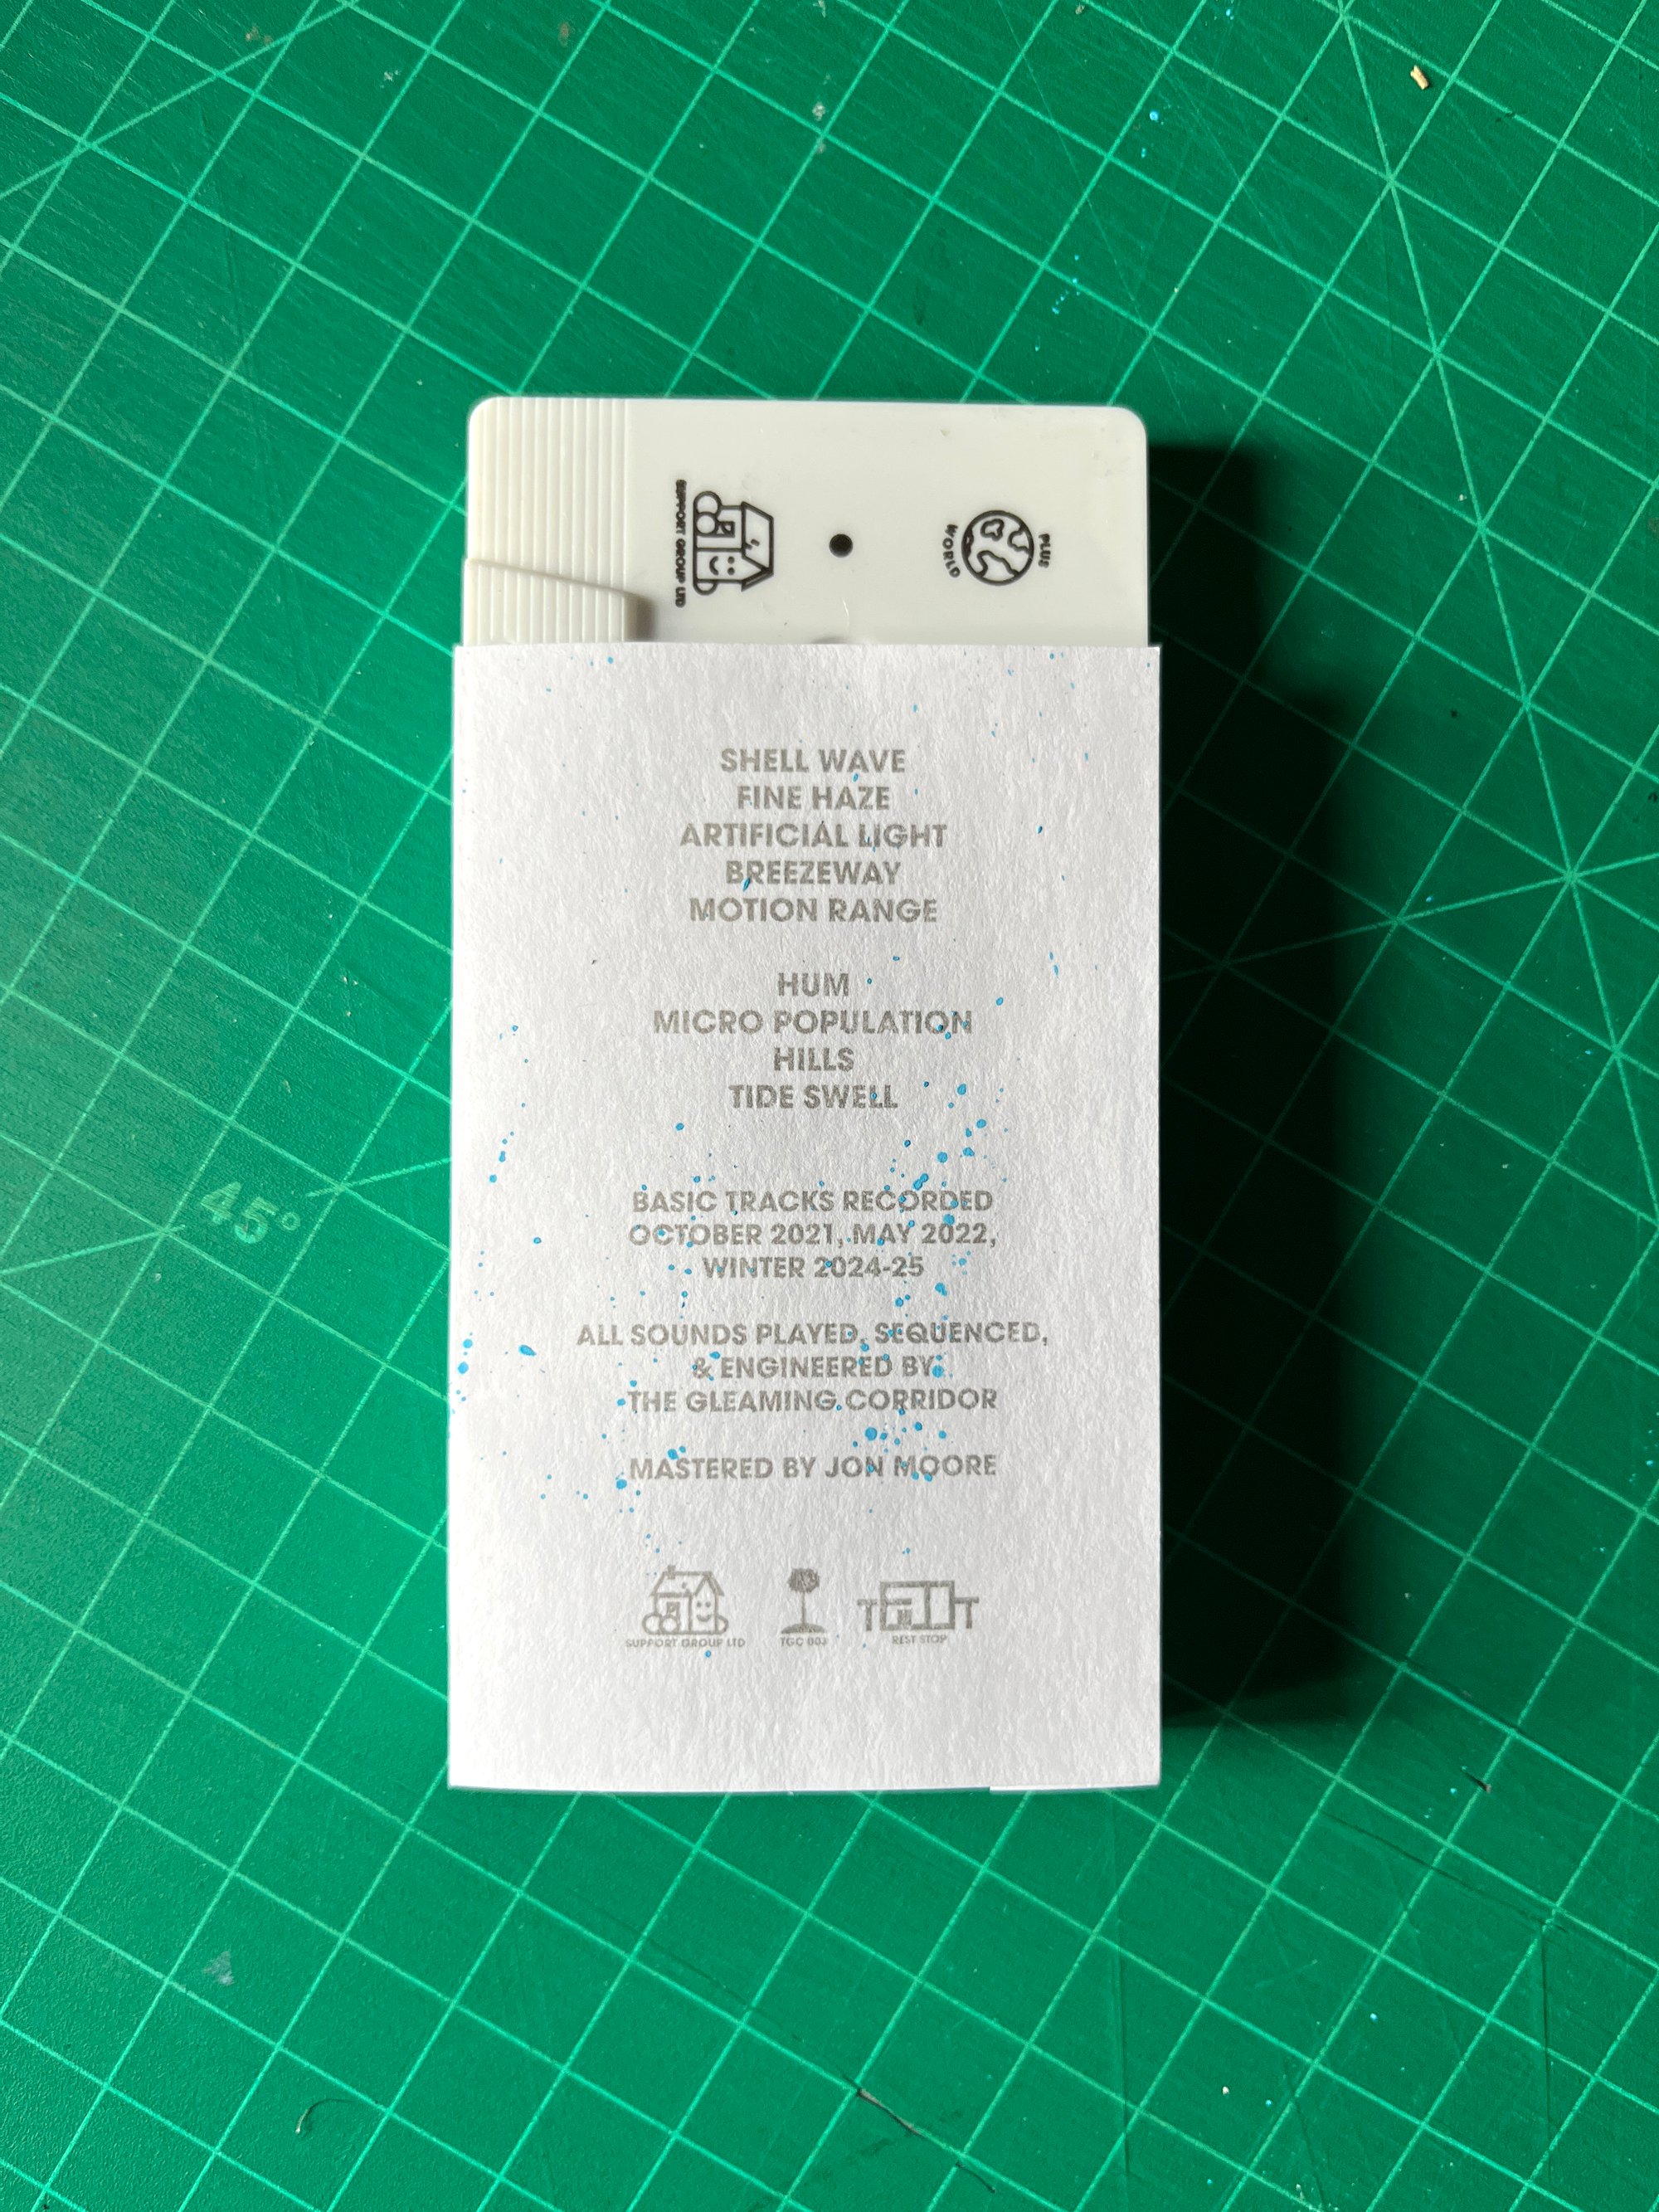 SUPPORT GROUP LTD
PLUS
WORLD
SHELL WAVE
FINE HAZE
ARTIFICIAL LIGHT
BREEZEWAY
MOTION RANGE
HUM
MICRO POPULATION
HILLS
TIDE SWELL
BASIC TRACKS RECORDED
OCTOBER 2021, MAY 2022,
WINTER 2024-25
ALL SOUNDS PLAYED, SEQUENCED,
& ENGINEERED BY
THE GLEAMING CORRIDOR
MASTERED BY JON MOORE
SUPPORT GROUP LTD
TGC
REST STOP
45°